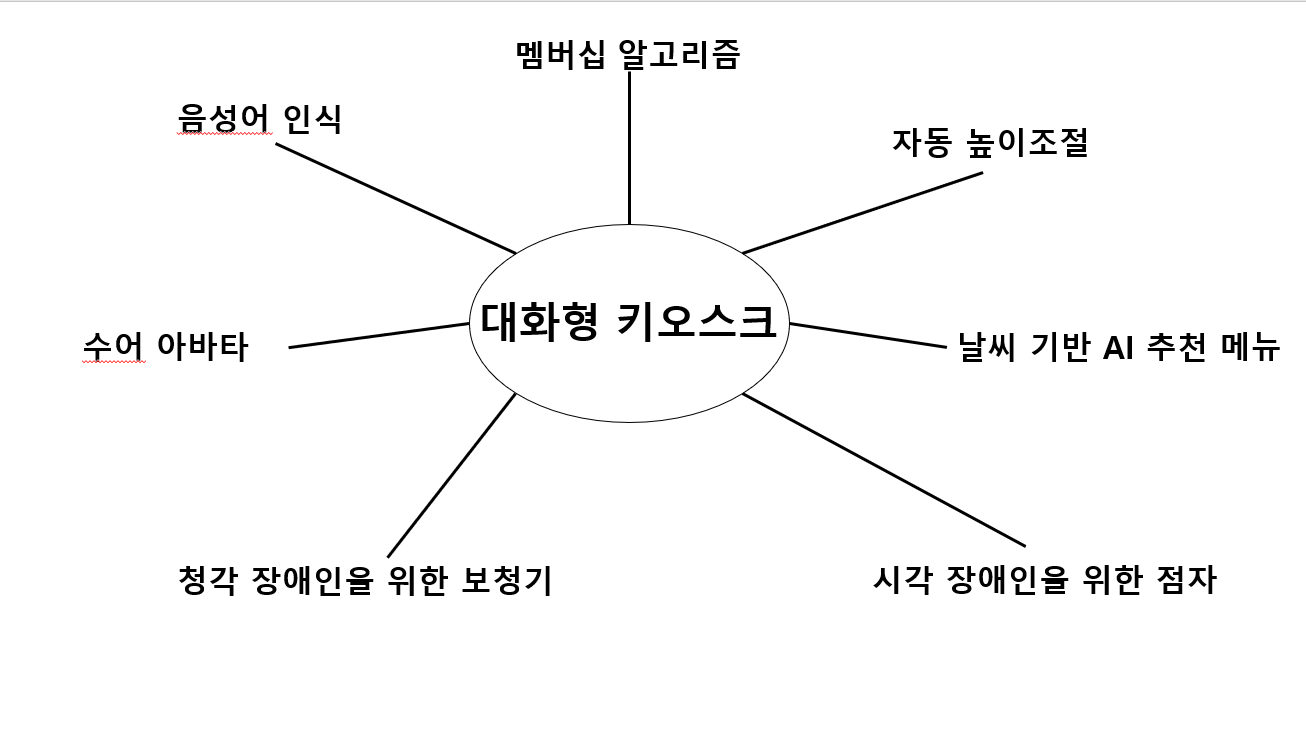 멤버십 알고리즘
음성어 인식
자동 높이조절
대화형 키오스크
수어 아바타
날씨 기반 AI 추천 메뉴
청각 장애인을 위한 보청기
시각 장애인을 위한 점자